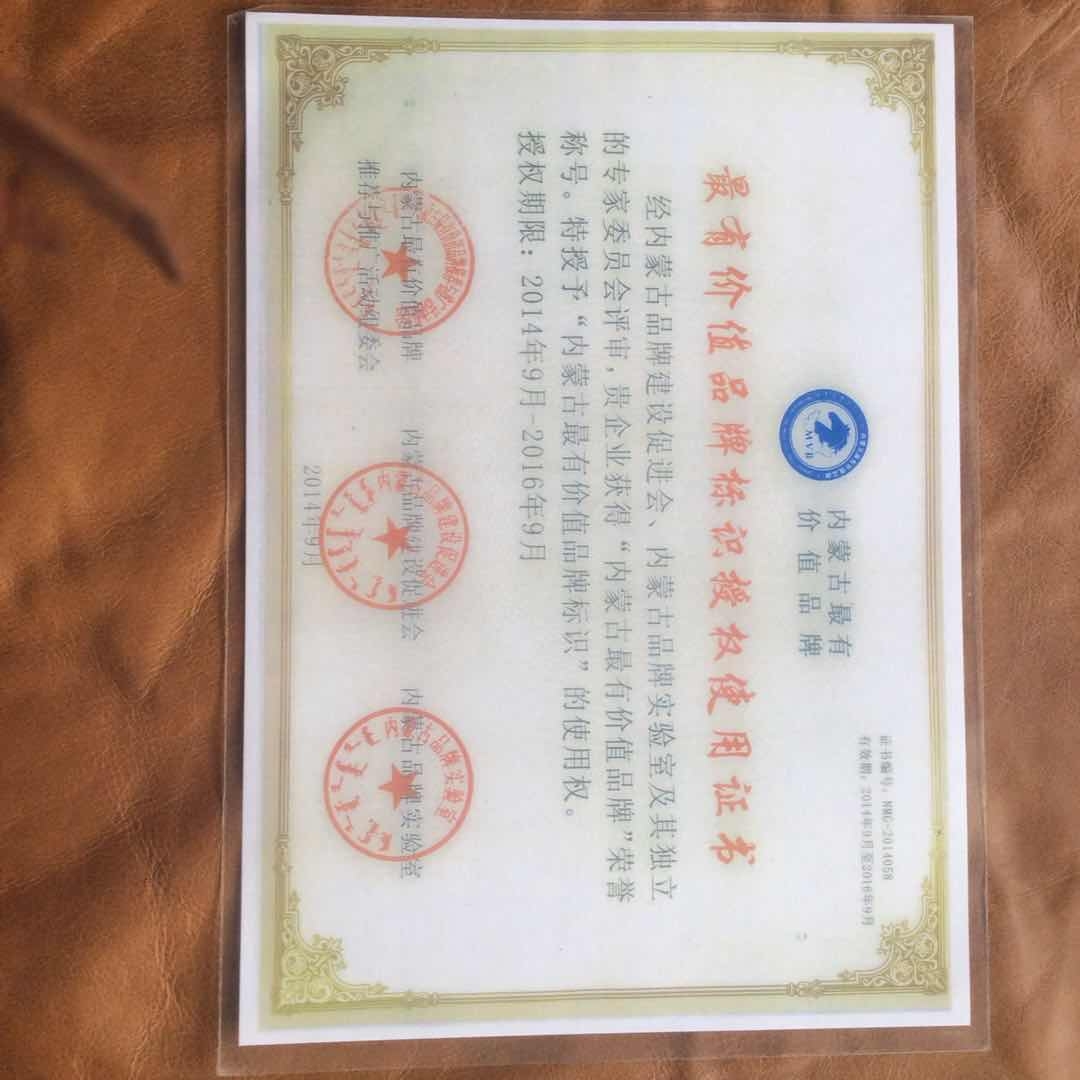 证书编号：NMG-2014058
有效期：2014年9月至2016年9月
MVB
内蒙古最有
价值品牌
最有价值品牌标识授权使用证书
经内蒙古品牌建设促进会、内蒙古品牌实验室及其独立
的专家委员会评审，贵企业获得“内蒙古最有价值品牌”荣誉
称号。特授予“内蒙古最有价值品牌标识”的使用权。
授权期限：2014年9月-2016年9月
内蒙古最有价值品牌
推荐与推广活动组委会
内蒙古品牌建设促进会
内蒙古品牌实验室
2014年9月